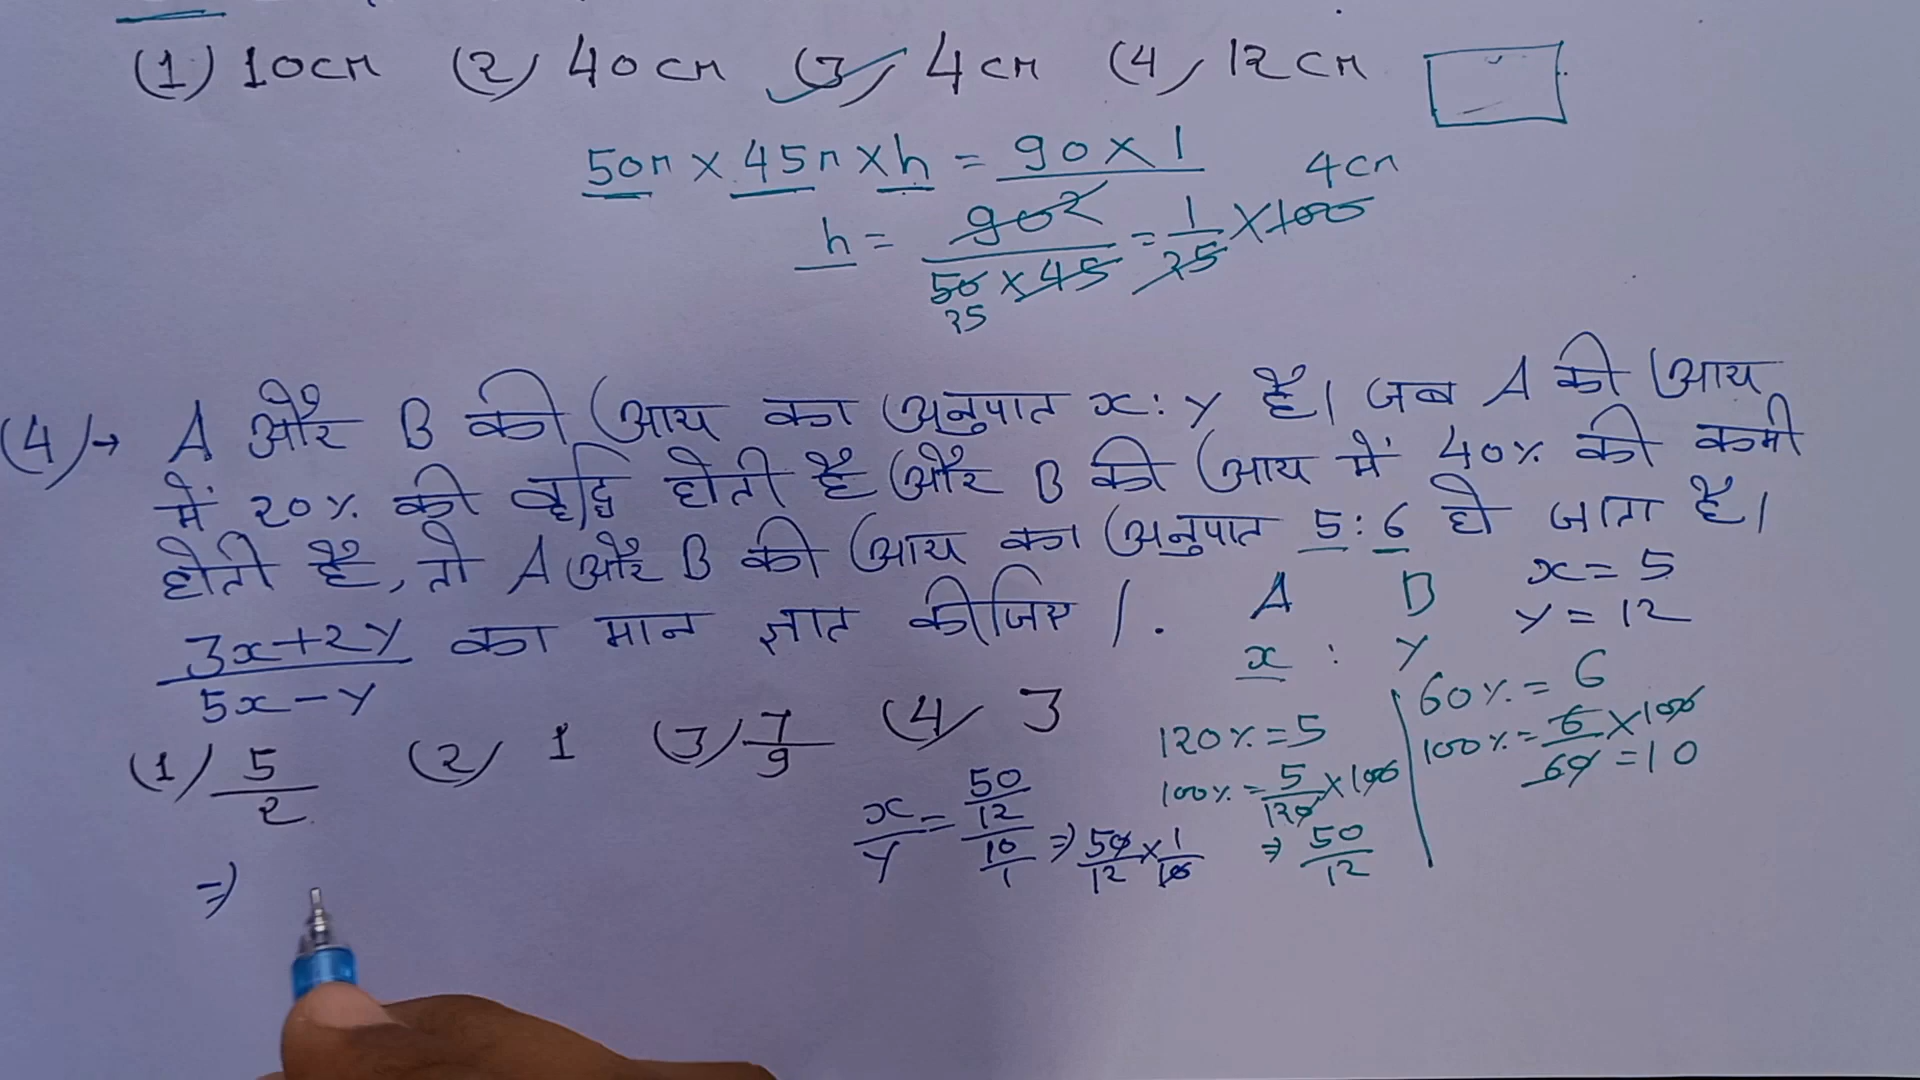 (1) 10cm (2) 40cm (3) 4cm (4) 12cm
50m × 45m × h = 90 × 1
h = 90 2 / 50 × 45 25 = 1/25 × 100 4cm
(4) → A और B की आय का अनुपात x : y है। जब A की आय
में 20% की वृद्धि होती है और B की आय में 40% की कमी
होती है, तो A और B की आय का अनुपात 5 : 6 हो जाता है।
3x+2y / 5x-y का मान ज्ञात कीजिए।
(1) 5/2 (2) 1 (3) 7/9 (4) 3
A B
x : y
x = 5
y = 12
120% = 5
100% = 5/120 × 100
⇒ 50/12
60% = 6
100% = 6/60 × 100
= 10
x/y = 50/12 / 10/1 ⇒ 50/12 × 1/10
⇒